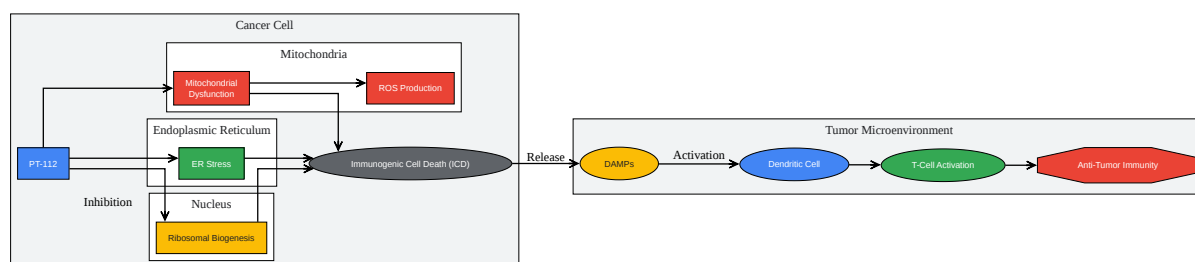 Cancer Cell
Mitochondria
Mitochondrial
Dysfunction
ROS Production
Endoplasmic Reticulum
Tumor Microenvironment
PT-112
ER Stress
Immunogenic Cell Death (ICD)
Release
DAMPs
Activation
Dendritic Cell
T-Cell Activation
Anti-Tumor Immunity
Inhibition
Nucleus
Ribosomal Biogenesis